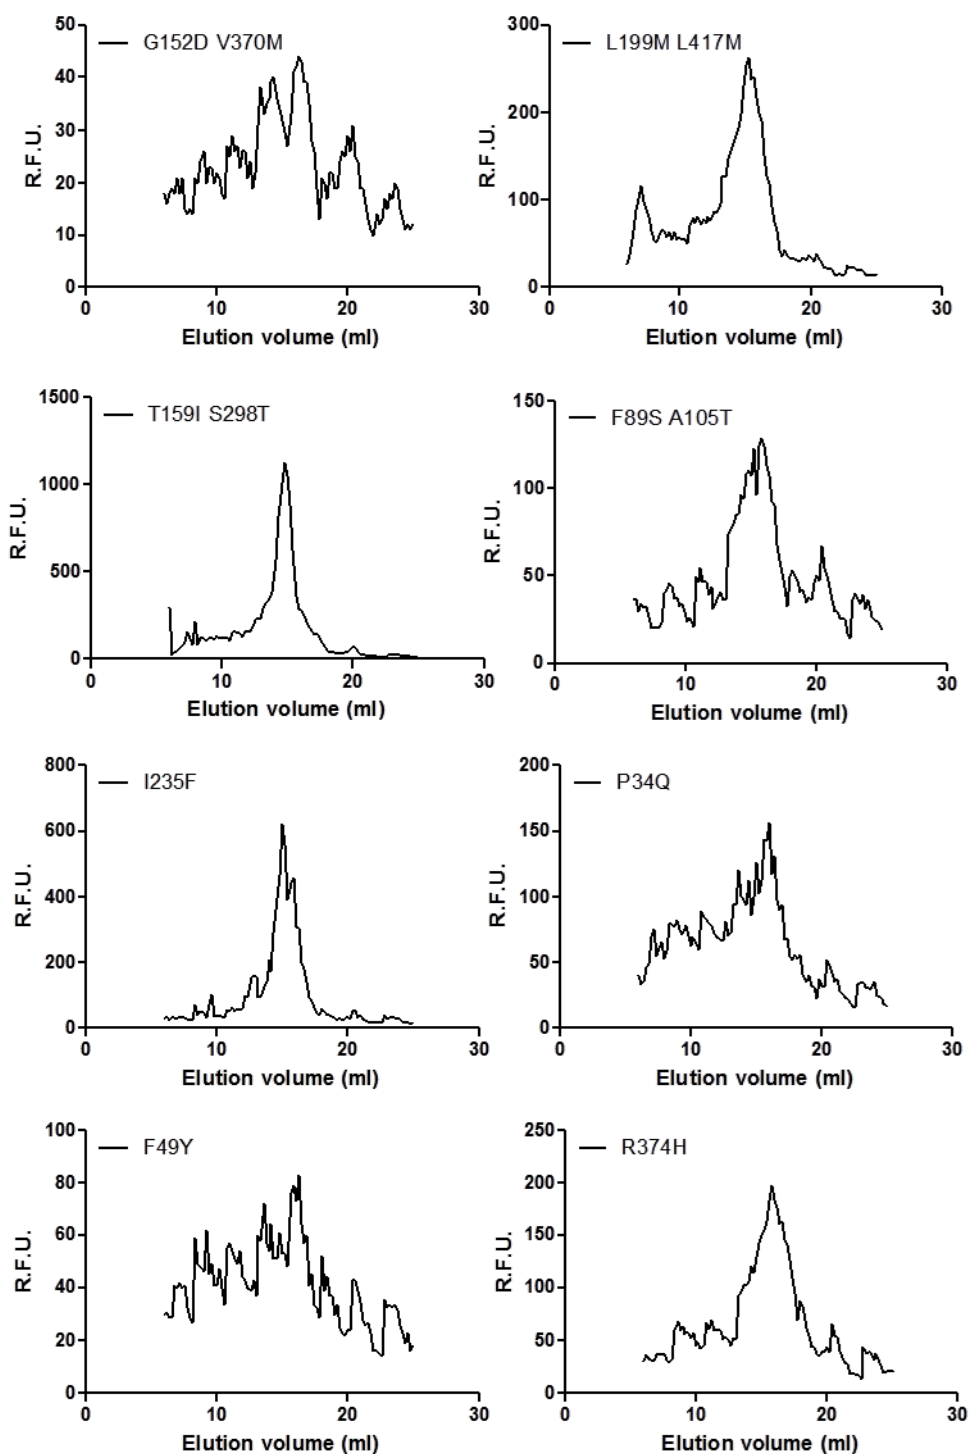 50
40
30
20
10
0
R.F.U.
G152D V370M
0 10 20 30
Elution volume (ml)
300
200
100
0
R.F.U.
L199M L417M
0 10 20 30
Elution volume (ml)
1500
1000
500
0
R.F.U.
T159I S298T
0 10 20 30
Elution volume (ml)
150
100
50
0
R.F.U.
F89S A105T
0 10 20 30
Elution volume (ml)
800
600
400
200
0
R.F.U.
I235F
0 10 20 30
Elution volume (ml)
200
150
100
50
0
R.F.U.
P34Q
0 10 20 30
Elution volume (ml)
100
80
60
40
20
0
R.F.U.
F49Y
0 10 20 30
Elution volume (ml)
250
200
150
100
50
0
R.F.U.
R374H
0 10 20 30
Elution volume (ml)